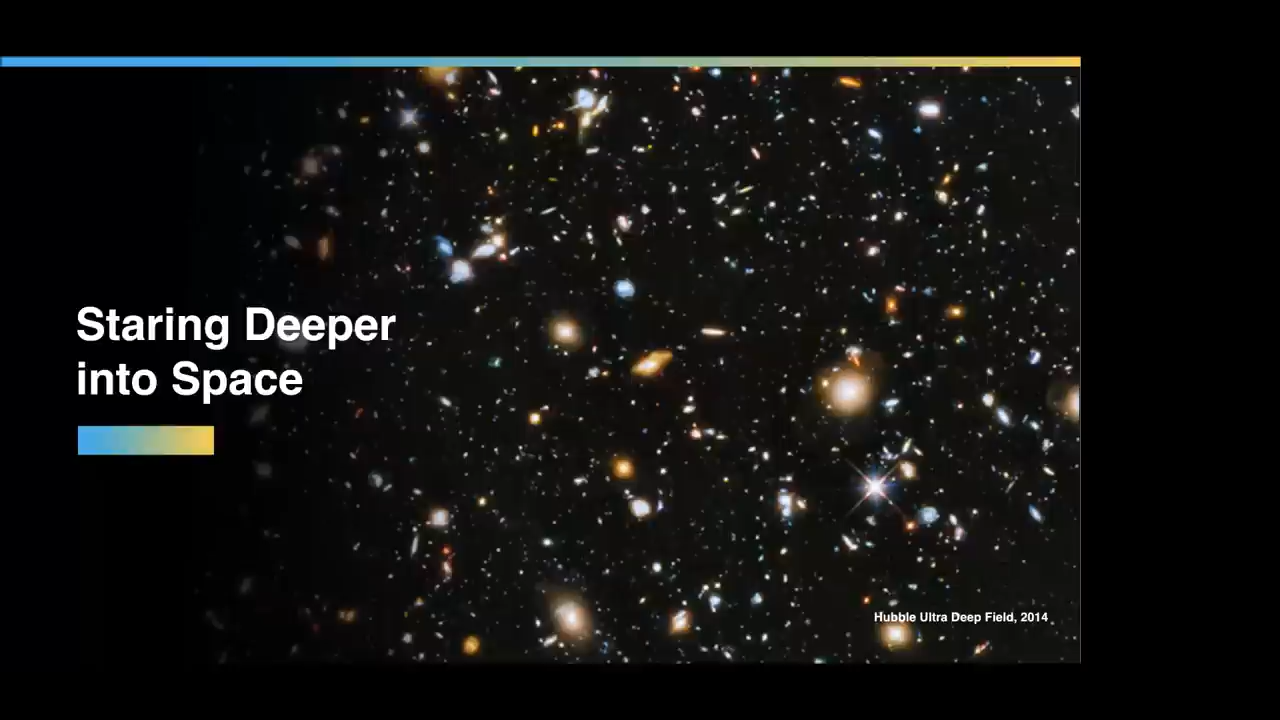 Staring Deeper
into Space
Hubble Ultra Deep Field, 2014